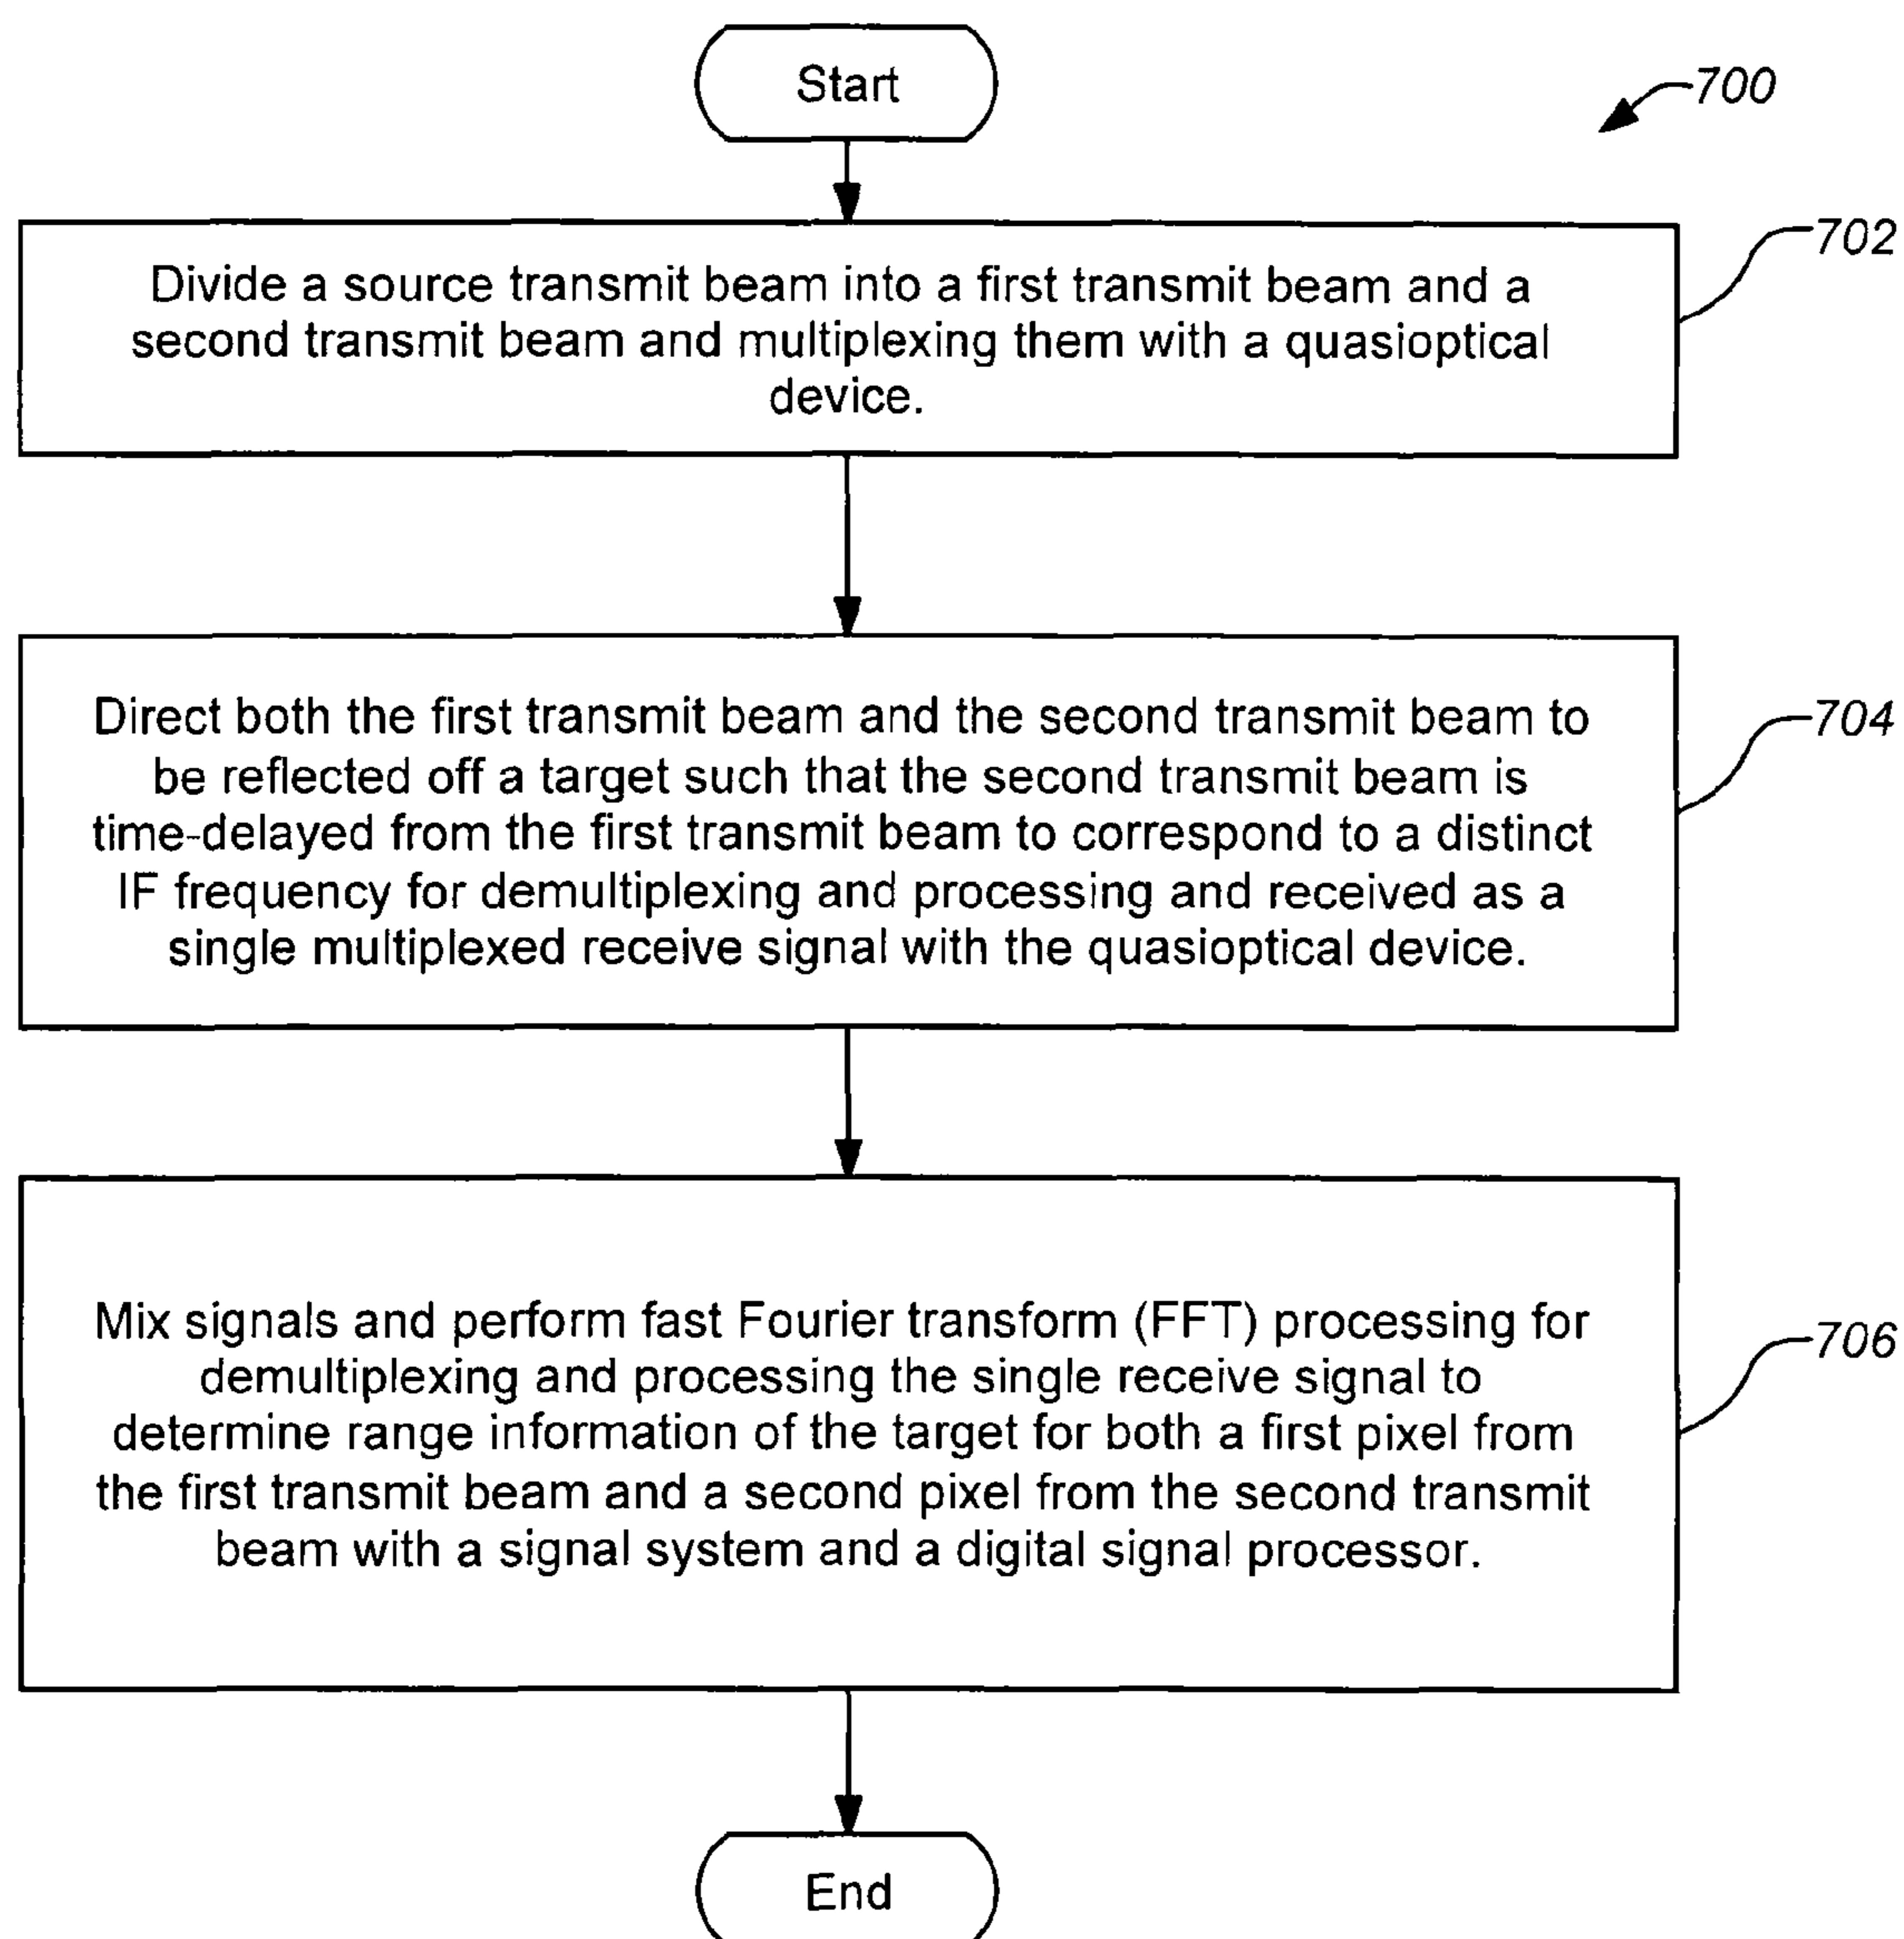 Start
700
702
Divide a source transmit beam into a first transmit beam and a
second transmit beam and multiplexing them with a quasioptical
device.
704
Direct both the first transmit beam and the second transmit beam to
be reflected off a target such that the second transmit beam is
time-delayed from the first transmit beam to correspond to a distinct
IF frequency for demultiplexing and processing and received as a
single multiplexed receive signal with the quasioptical device.
706
Mix signals and perform fast Fourier transform (FFT) processing for
demultiplexing and processing the single receive signal to
determine range information of the target for both a first pixel from
the first transmit beam and a second pixel from the second transmit
beam with a signal system and a digital signal processor.
End